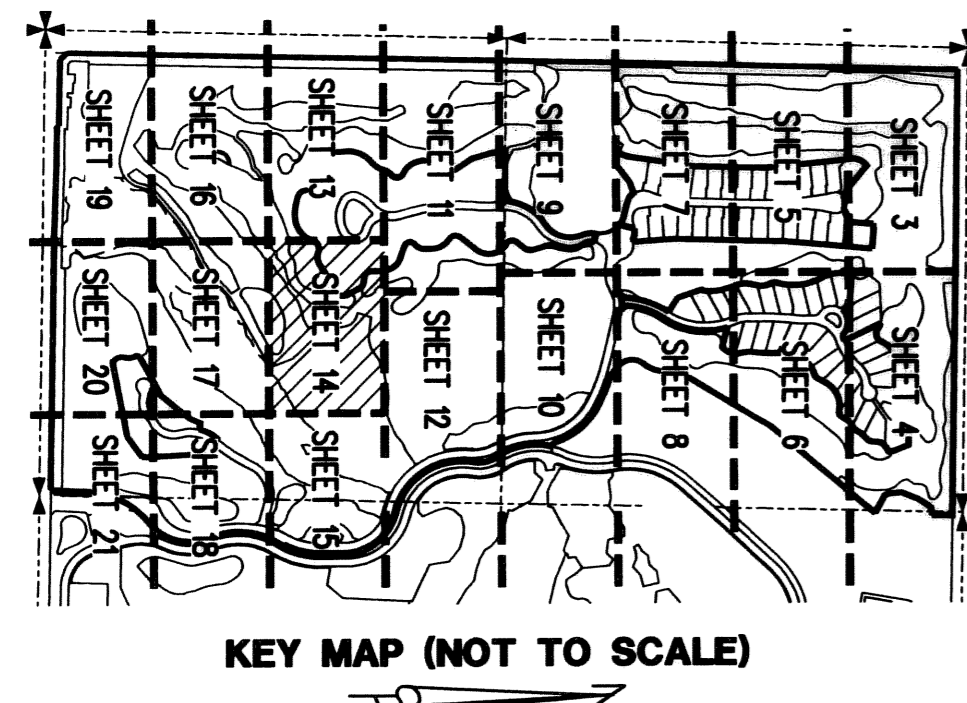 SHEET 19
SHEET 16
SHEET 13
SHEET 11
SHEET 9
SHEET 7
SHEET 5
SHEET 3
SHEET 20
SHEET 17
SHEET 14
SHEET 12
SHEET 10
SHEET 8
SHEET 6
SHEET 4
SHEET 21
SHEET 18
SHEET 15
KEY MAP (NOT TO SCALE)